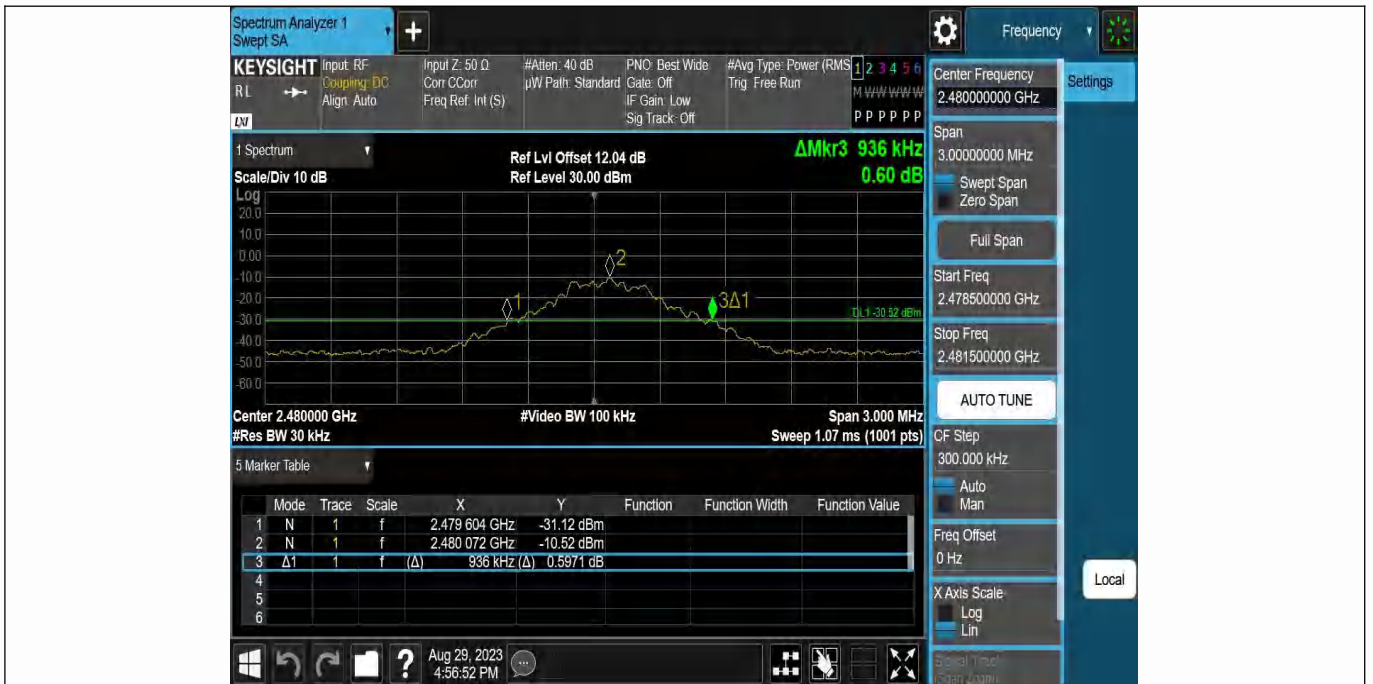 Spectrum Analyzer 1
Swept SA
+
Frequency
KEYSIGHT
RL
LXI
Input: RF
Coupling: DC
Align: Auto
Input Z: 50 Ω
Corr CCorr
Freq Ref: Int (S)
#Atten: 40 dB
µW Path: Standard
PNO: Best Wide
Gate: Off
IF Gain: Low
Sig Track: Off
#Avg Type: Power (RMS
Trig: Free Run
1 2 3 4 5 6
M W W W W W
P P P P P P
1 Spectrum
Scale/Div 10 dB
Ref Lvl Offset 12.04 dB
Ref Level 30.00 dBm
ΔMkr3 936 kHz
0.60 dB
Log
20.0
10.0
0.00
-10.0
-20.0
-30.0
-40.0
-50.0
-60.0
1
2
3Δ1
DL1 -30.52 dBm
Center 2.480000 GHz
#Video BW 100 kHz
Span 3.000 MHz
#Res BW 30 kHz
Sweep 1.07 ms (1001 pts)
5 Marker Table
Mode Trace Scale X Y Function Function Width Function Value
1 N 1 f 2.479 604 GHz -31.12 dBm
2 N 1 f 2.480 072 GHz -10.52 dBm
3 Δ1 1 f (Δ) 936 kHz (Δ) 0.5971 dB
4
5
6
?
Aug 29, 2023
4:56:52 PM
Center Frequency
2.480000000 GHz
Settings
Span
3.00000000 MHz
Swept Span
Zero Span
Full Span
Start Freq
2.478500000 GHz
Stop Freq
2.481500000 GHz
AUTO TUNE
CF Step
300.000 kHz
Auto
Man
Freq Offset
0 Hz
X Axis Scale
Log
Lin
Local
Signal Track
(Span Zoom)